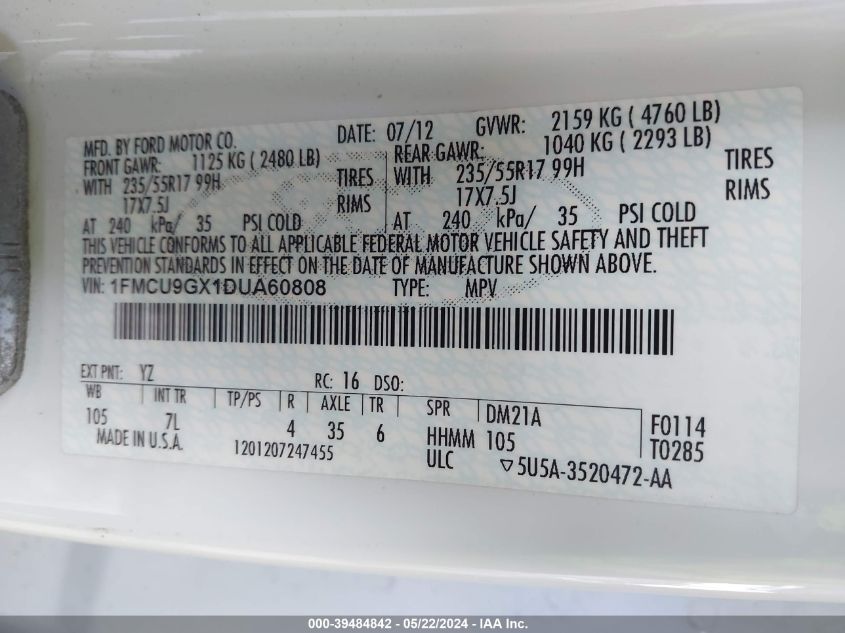 MFD. BY FORD MOTOR CO. DATE: 07/12 GVWR: 2159 KG ( 4760 LB)
FRONT GAWR: 1125 KG ( 2480 LB) REAR GAWR: 1040 KG ( 2293 LB)
WITH 235/55R17 99H TIRES WITH 235/55R17 99H TIRES
17X7.5J RIMS 17X7.5J RIMS
AT 240 kPa/ 35 PSI COLD AT 240 kPa/ 35 PSI COLD
THIS VEHICLE CONFORMS TO ALL APPLICABLE FEDERAL MOTOR VEHICLE SAFETY AND THEFT
PREVENTION STANDARDS IN EFFECT ON THE DATE OF MANUFACTURE SHOWN ABOVE.
VIN: 1FMCU9GX1DUA60808 TYPE: MPV
EXT PNT: YZ RC: 16 DSO:
WB INT TR TP/PS R AXLE TR SPR DM21A F0114
105 7L 4 35 6 HHMM 105 T0285
MADE IN U.S.A. 1201207247455 ULC ▽5U5A-3520472-AA
000-39484842 - 05/22/2024 - IAA Inc.